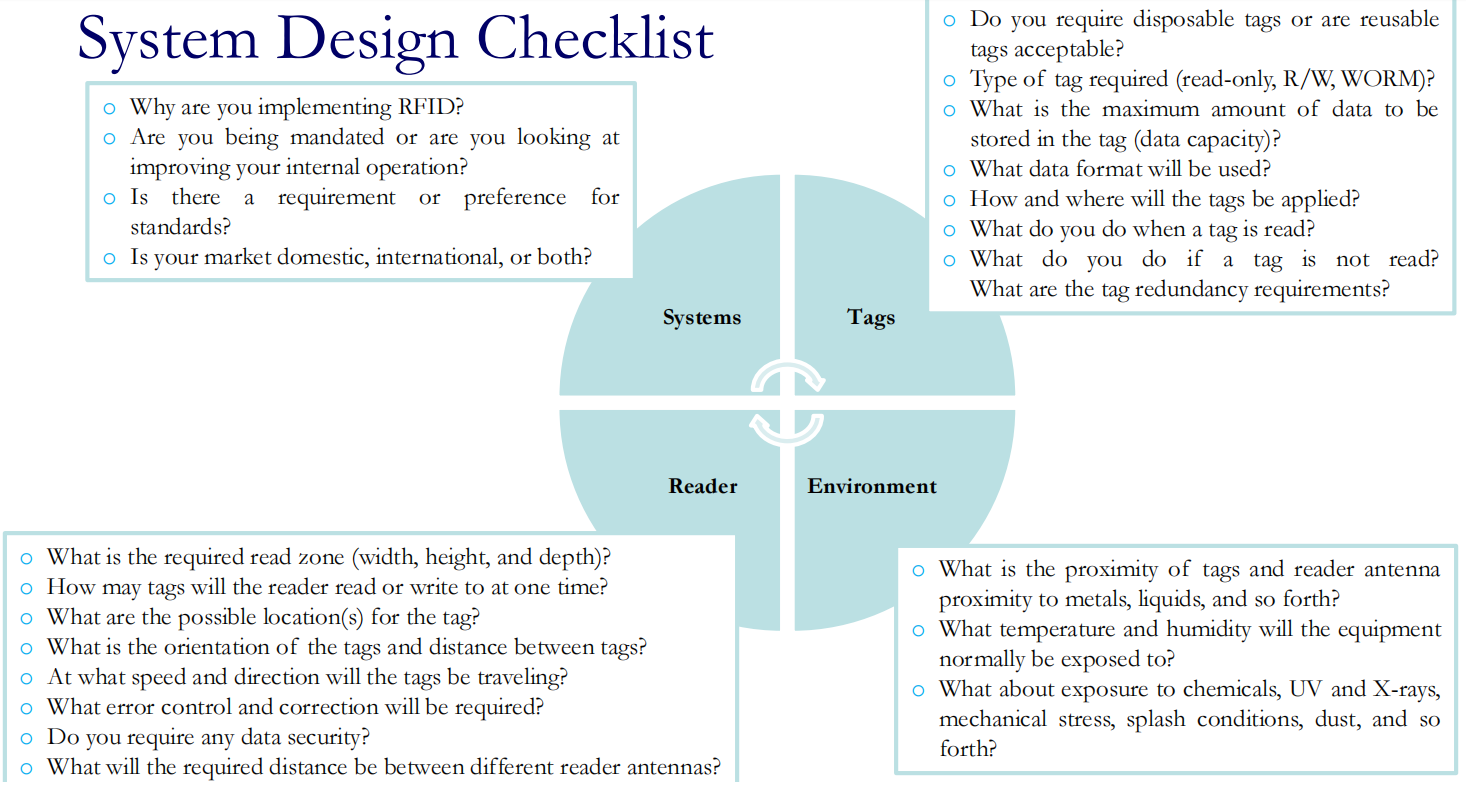 System Design Checklist
o Why are you implementing RFID?
o Are you being mandated or are you looking at
improving your internal operation?
o Is there a requirement or preference for
standards?
o Is your market domestic, international, or both?
o Do you require disposable tags or are reusable
tags acceptable?
o Type of tag required (read-only, R/W, WORM)?
o What is the maximum amount of data to be
stored in the tag (data capacity)?
o What data format will be used?
o How and where will the tags be applied?
o What do you do when a tag is read?
o What do you do if a tag is not read?
What are the tag redundancy requirements?
Systems
Tags
Reader
Environment
o What is the required read zone (width, height, and depth)?
o How may tags will the reader read or write to at one time?
o What are the possible location(s) for the tag?
o What is the orientation of the tags and distance between tags?
o At what speed and direction will the tags be traveling?
o What error control and correction will be required?
o Do you require any data security?
o What will the required distance be between different reader antennas?
o What is the proximity of tags and reader antenna
proximity to metals, liquids, and so forth?
o What temperature and humidity will the equipment
normally be exposed to?
o What about exposure to chemicals, UV and X-rays,
mechanical stress, splash conditions, dust, and so
forth?